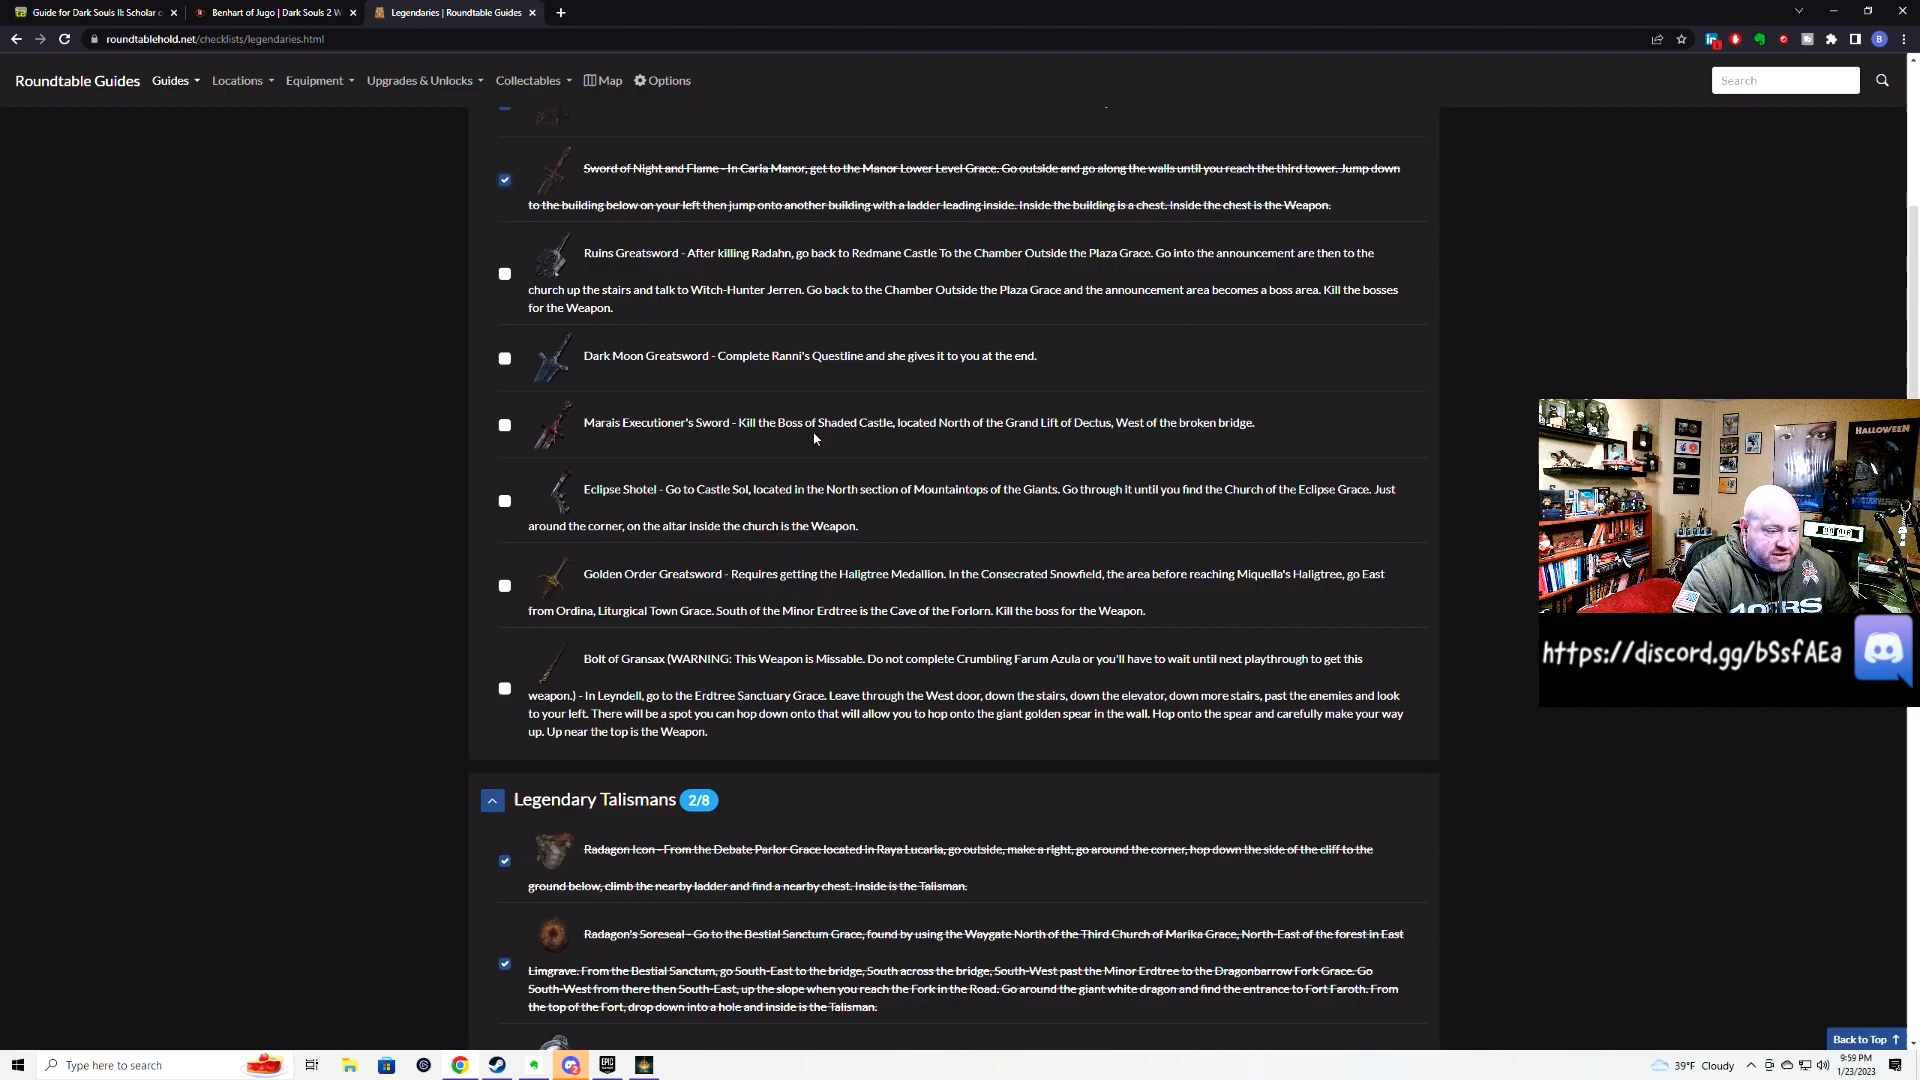 Guide for Dark Souls II: Scholar o
Benhart of Jugo | Dark Souls 2 W
Legendaries | Roundtable Guides
roundtablehold.net/checklists/legendaries.html
Roundtable Guides Guides Locations Equipment Upgrades & Unlocks Collectables Map Options
Search
Sword of Night and Flame - In Caria Manor, get to the Manor Lower Level Grace. Go outside and go along the walls until you reach the third tower. Jump down
to the building below on your left then jump onto another building with a ladder leading inside. Inside the building is a chest. Inside the chest is the Weapon.
Ruins Greatsword - After killing Radahn, go back to Redmane Castle To the Chamber Outside the Plaza Grace. Go into the announcement are then to the
church up the stairs and talk to Witch-Hunter Jerren. Go back to the Chamber Outside the Plaza Grace and the announcement area becomes a boss area. Kill the bosses
for the Weapon.
Dark Moon Greatsword - Complete Ranni's Questline and she gives it to you at the end.
Marais Executioner's Sword - Kill the Boss of Shaded Castle, located North of the Grand Lift of Dectus, West of the broken bridge.
Eclipse Shotel - Go to Castle Sol, located in the North section of Mountaintops of the Giants. Go through it until you find the Church of the Eclipse Grace. Just
around the corner, on the altar inside the church is the Weapon.
Golden Order Greatsword - Requires getting the Haligtree Medallion. In the Consecrated Snowfield, the area before reaching Miquella's Haligtree, go East
from Ordina, Liturgical Town Grace. South of the Minor Erdtree is the Cave of the Forlorn. Kill the boss for the Weapon.
Bolt of Gransax (WARNING: This Weapon is Missable. Do not complete Crumbling Farum Azula or you'll have to wait until next playthrough to get this
weapon.) - In Leyndell, go to the Erdtree Sanctuary Grace. Leave through the West door, down the stairs, down the elevator, down more stairs, past the enemies and look
to your left. There will be a spot you can hop down onto that will allow you to hop onto the giant golden spear in the wall. Hop onto the spear and carefully make your way
up. Up near the top is the Weapon.
Legendary Talismans 2/8
Radagon Icon - From the Debate Parlor Grace located in Raya Lucaria, go outside, make a right, go around the corner, hop down the side of the cliff to the
ground below, climb the nearby ladder and find a nearby chest. Inside is the Talisman.
Radagon's Soreseal - Go to the Bestial Sanctum Grace, found by using the Waygate North of the Third Church of Marika Grace, North-East of the forest in East
Limgrave. From the Bestial Sanctum, go South-East to the bridge, South across the bridge, South-West past the Minor Erdtree to the Dragonbarrow Fork Grace. Go
South-West from there then South-East, up the slope when you reach the Fork in the Road. Go around the giant white dragon and find the entrance to Fort Faroth. From
the top of the Fort, drop down into a hole and inside is the Talisman.
HALLOWEEN
49ERS
https://discord.gg/bSsfAEa
Back to Top ↑
Type here to search
EPIC
39°F Cloudy
9:59 PM
1/23/2023